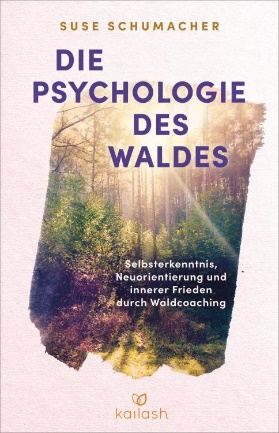 SUSE SCHUMACHER
DIE
PSYCHOLOGIE
DES
WALDES
Selbsterkenntnis,
Neuorientierung und
innerer Frieden
durch Waldcoaching
kailash